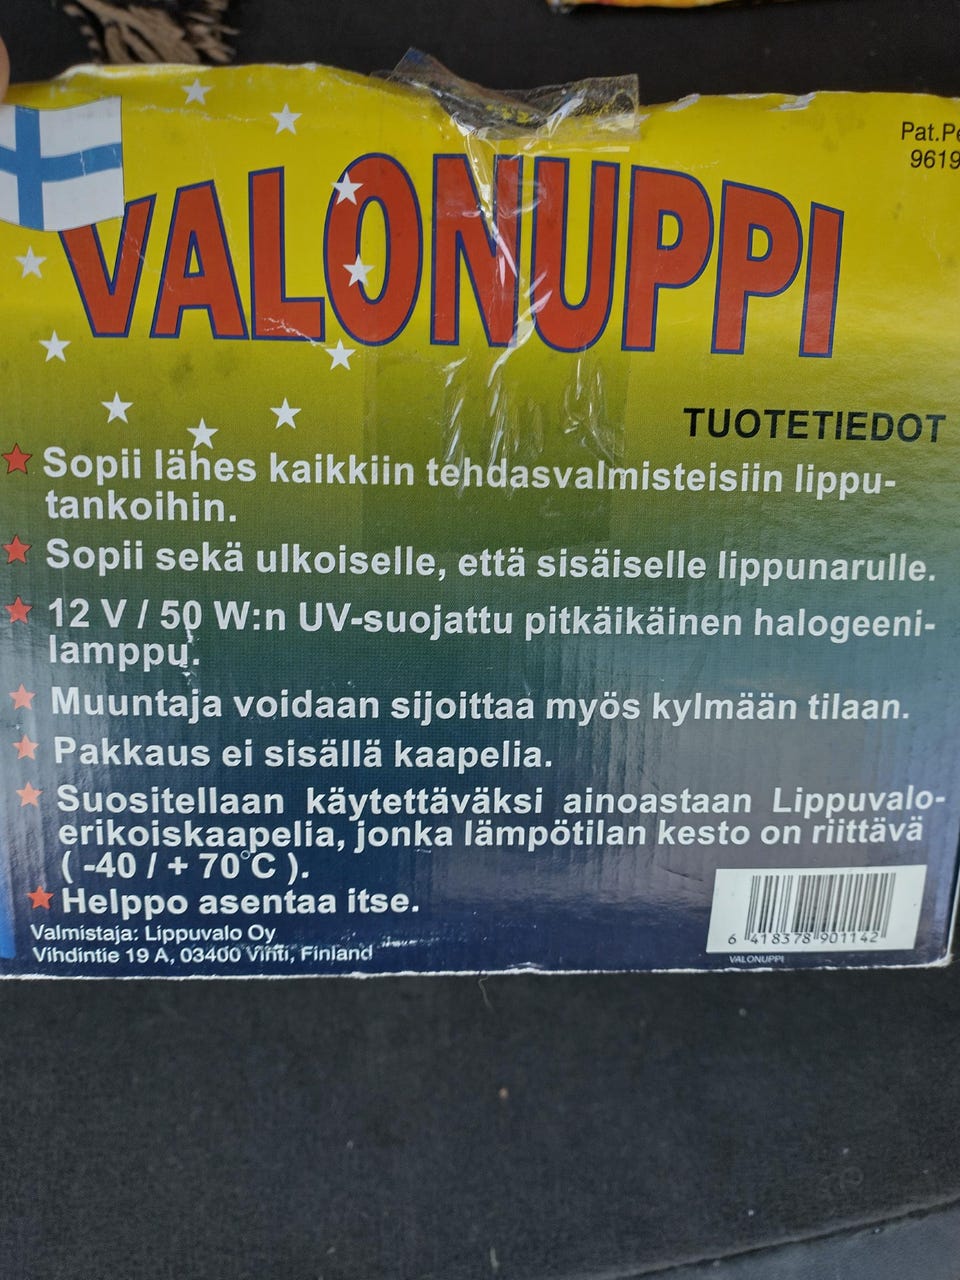 Pat.Pe
9619
VALONUPPI
TUOTETIEDOT
Sopii lähes kaikkiin tehdasvalmisteisiin lippu-
tankoihin.
Sopii sekä ulkoiselle, että sisäiselle lippunarulle.
12 V / 50 W:n UV-suojattu pitkäikäinen halogeeni-
lamppu.
Muuntaja voidaan sijoittaa myös kylmään tilaan.
Pakkaus ei sisällä kaapelia.
Suositellaan käytettäväksi ainoastaan Lippuvalo-
erikoiskaapelia, jonka lämpötilan kesto on riittävä
( -40 / + 70°C ).
Helppo asentaa itse.
Valmistaja: Lippuvalo Oy
Vihdintie 19 A, 03400 Vihti, Finland
6 418378 901142
VALONUPPI